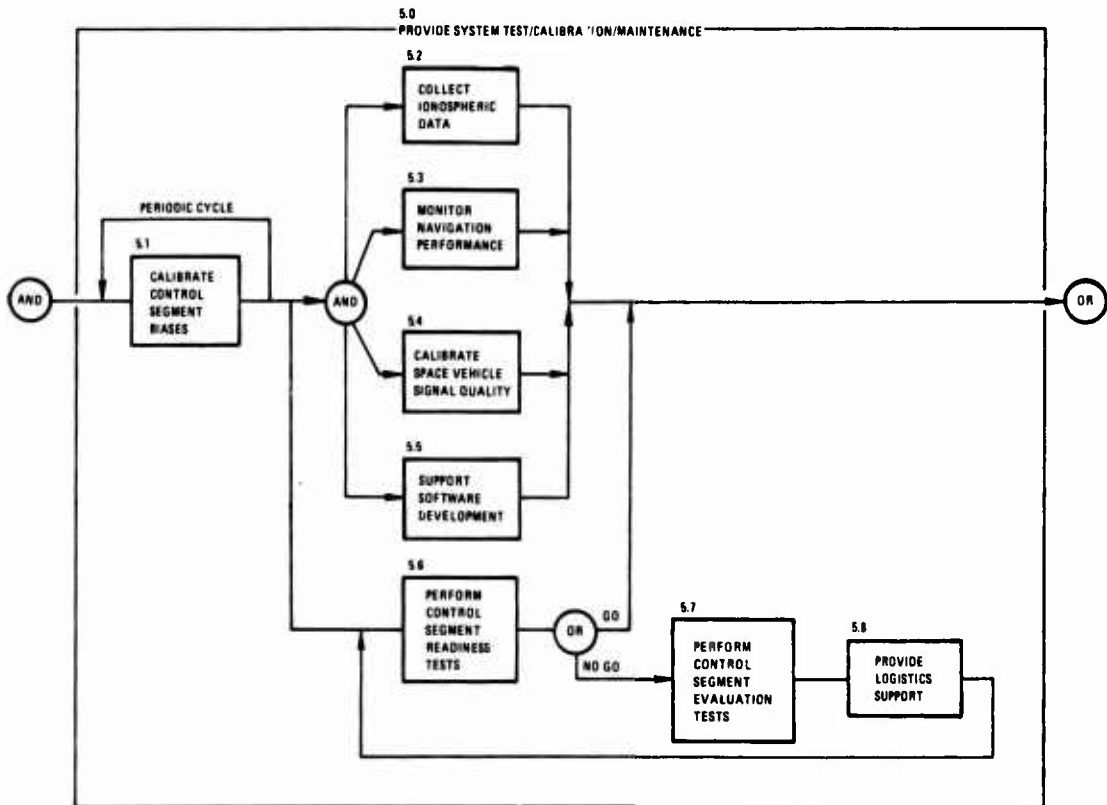 5.0
PROVIDE SYSTEM TEST/CALIBRA'ION/MAINTENANCE
5.2
COLLECT
IONOSPHERIC
DATA
5.3
MONITOR
NAVIGATION
PERFORMANCE
PERIODIC CYCLE
5.1
CALIBRATE
CONTROL
SEGMENT
BIASES
AND
AND
OR
5.4
CALIBRATE
SPACE VEHICLE
SIGNAL QUALITY
5.5
SUPPORT
SOFTWARE
DEVELOPMENT
5.6
PERFORM
CONTROL
SEGMENT
READINESS
TESTS
OR
GO
NO GO
5.7
PERFORM
CONTROL
SEGMENT
EVALUATION
TESTS
5.8
PROVIDE
LOGISTICS
SUPPORT